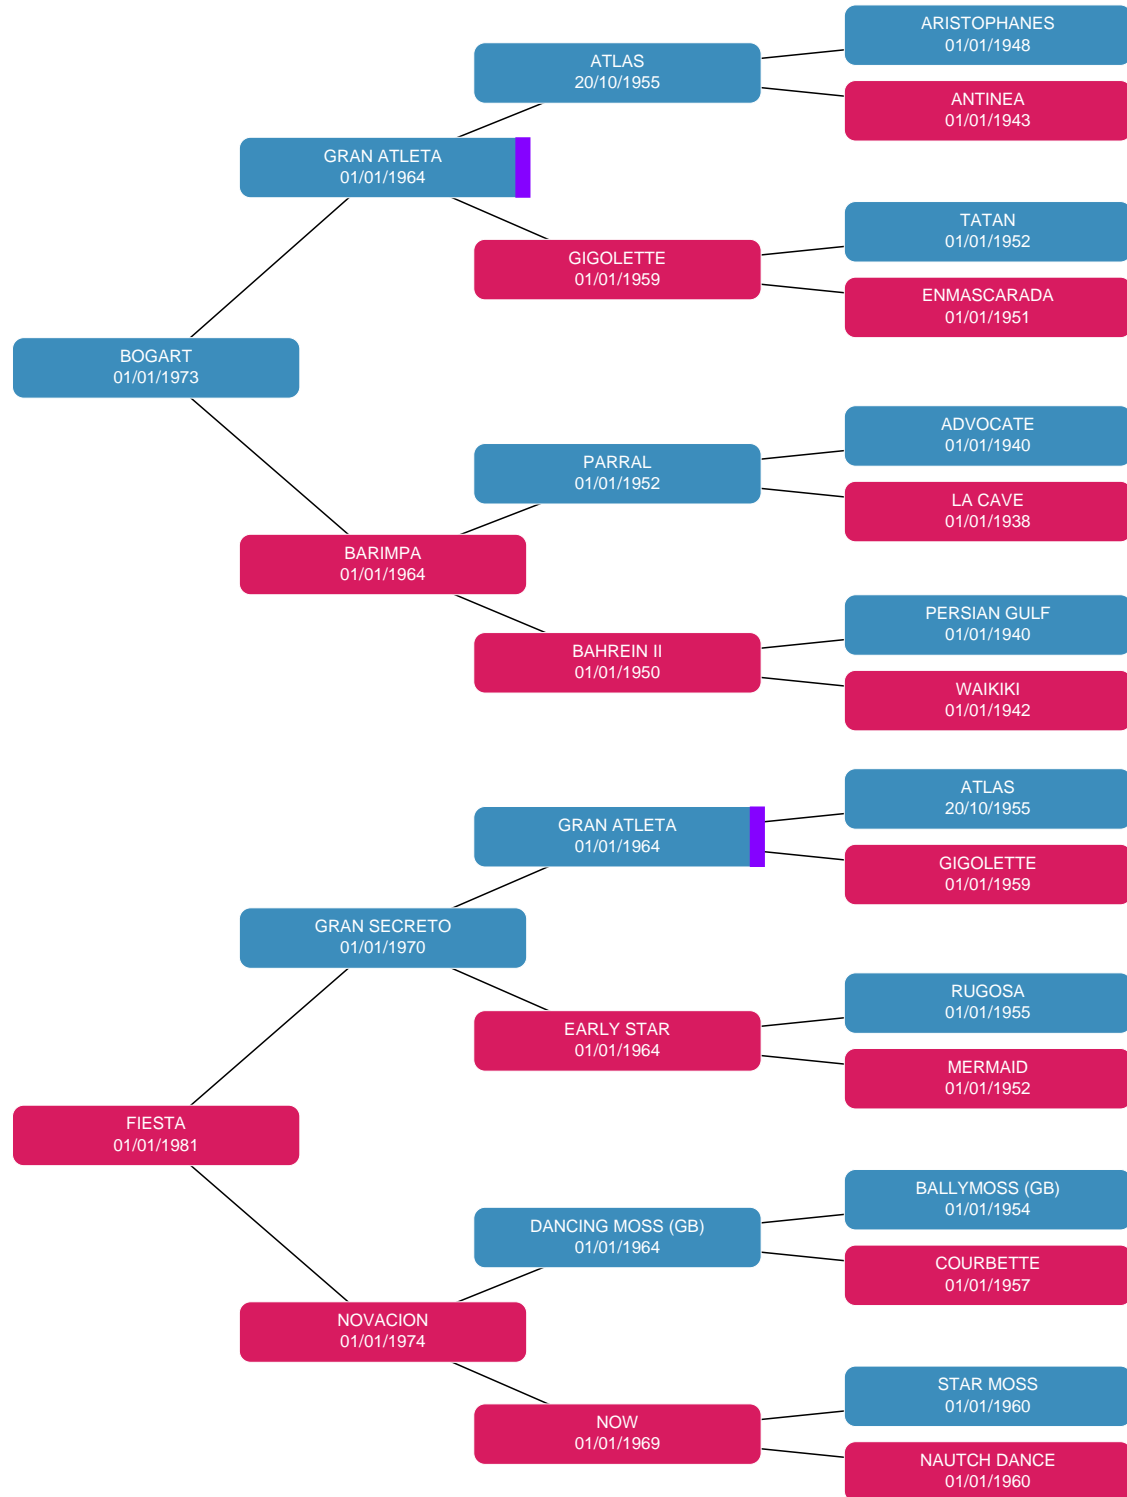 ARISTOPHANES
01/01/1948
ATLAS
20/10/1955
ANTINEA
01/01/1943
GRAN ATLETA
01/01/1964
TATAN
01/01/1952
GIGOLETTE
01/01/1959
ENMASCARADA
01/01/1951
BOGART
01/01/1973
ADVOCATE
01/01/1940
PARRAL
01/01/1952
LA CAVE
01/01/1938
BARIMPA
01/01/1964
PERSIAN GULF
01/01/1940
BAHREIN II
01/01/1950
WAIKIKI
01/01/1942
ATLAS
20/10/1955
GRAN ATLETA
01/01/1964
GIGOLETTE
01/01/1959
GRAN SECRETO
01/01/1970
RUGOSA
01/01/1955
EARLY STAR
01/01/1964
MERMAID
01/01/1952
FIESTA
01/01/1981
BALLYMOSS (GB)
01/01/1954
DANCING MOSS (GB)
01/01/1964
COURBETTE
01/01/1957
NOVACION
01/01/1974
STAR MOSS
01/01/1960
NOW
01/01/1969
NAUTCH DANCE
01/01/1960